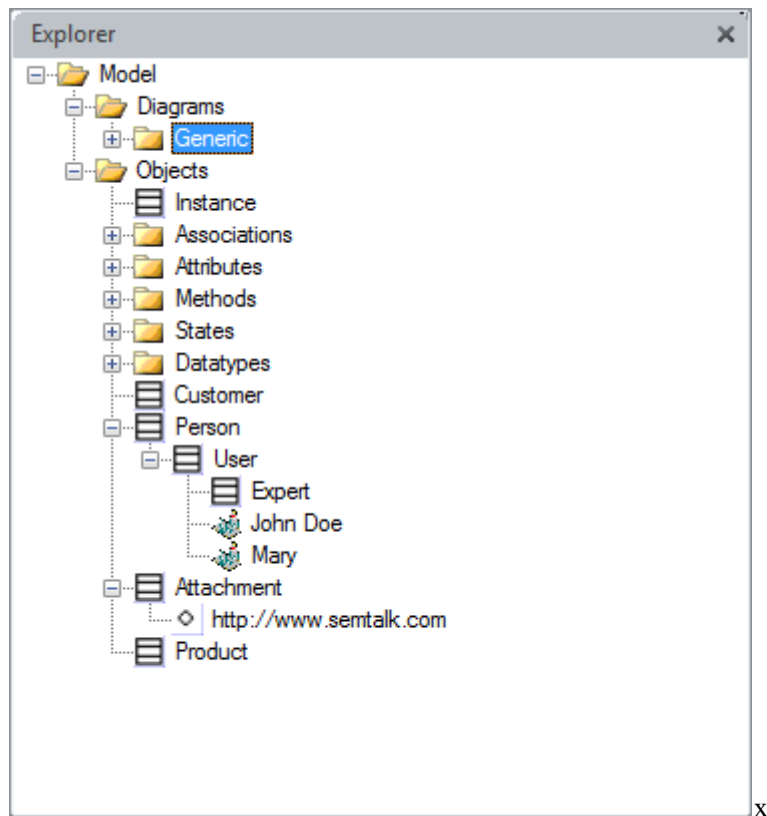 Explorer
Model
Diagrams
Generic
Objects
Instance
Associations
Attributes
Methods
States
Datatypes
Customer
Person
User
Expert
John Doe
Mary
Attachment
http://www.semtalk.com
Product
x